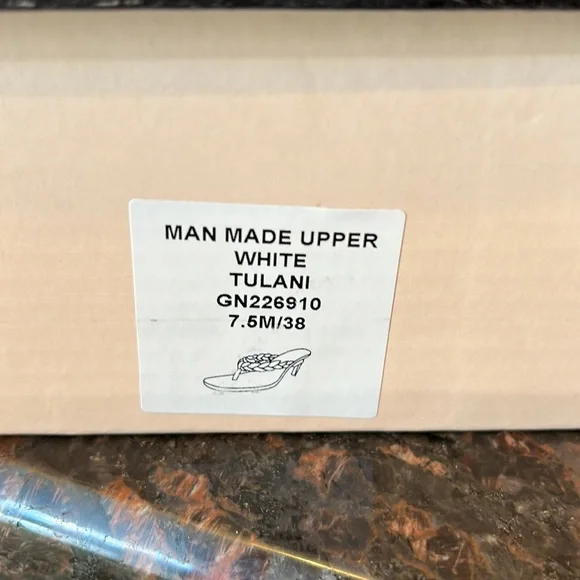 MAN MADE UPPER
WHITE
TULANI
GN226910
7.5M/38